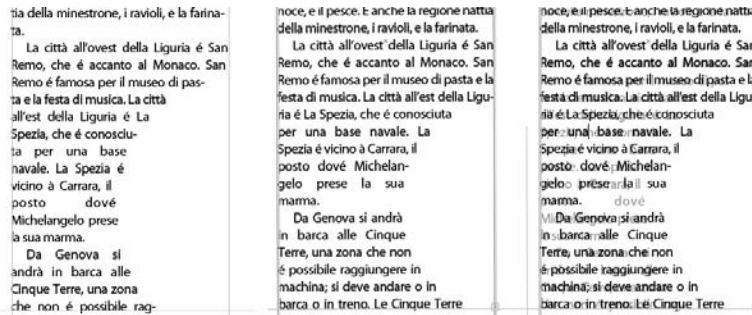 tia della minestrone, i ravioli, e la farina-
ta.
La città all'ovest della Liguria é San
Remo, che é accanto al Monaco. San
Remo é famosa per il museo di pas-
ta e la festa di musica. La città
all'est della Liguria é La
Spezia, che é conosciu-
ta per una base
navale. La Spezia é
vicino à Carrara, il
posto dové
Michelangelo prese
la sua marma.
Da Genova si
andrà in barca alle
Cinque Terre, una zona
che non é possibile rag-
noce, e il pesce. E anche la regione nattia
della minestrone, i ravioli, e la farinata.
La città all'ovest della Liguria é San
Remo, che é accanto al Monaco. San
Remo é famosa per il museo di pasta e la
festa di musica. La città all'est della Ligu-
ria é La Spezia, che é conosciuta
per una base navale. La
Spezia é vicino à Carrara, il
posto dové Michelan-
gelo prese la sua
marma.
Da Genova si andrà
in barca alle Cinque
Terre, una zona che non
é possibile raggiungere in
machina; si deve andare o in
barca o in treno. Le Cinque Terre
noce, e il pesce. E anche la regione nattia
della minestrone, i ravioli, e la farinata.
La città all'ovest della Liguria é San
Remo, che é accanto al Monaco. San
Remo é famosa per il museo di pasta e la
festa di musica. La città all'est della Ligu
ria é La Spezia, che é conosciuta
per una base navale. La
Spezia é vicino à Carrara, il
posto dové Michelan-
gelo prese la sua
marma.
dové
Da Genova si andrà
in barca alle Cinque
Terre, una zona che non
é possibile raggiungere in
machina; si deve andare o in
barca o in treno. Le Cinque Terre